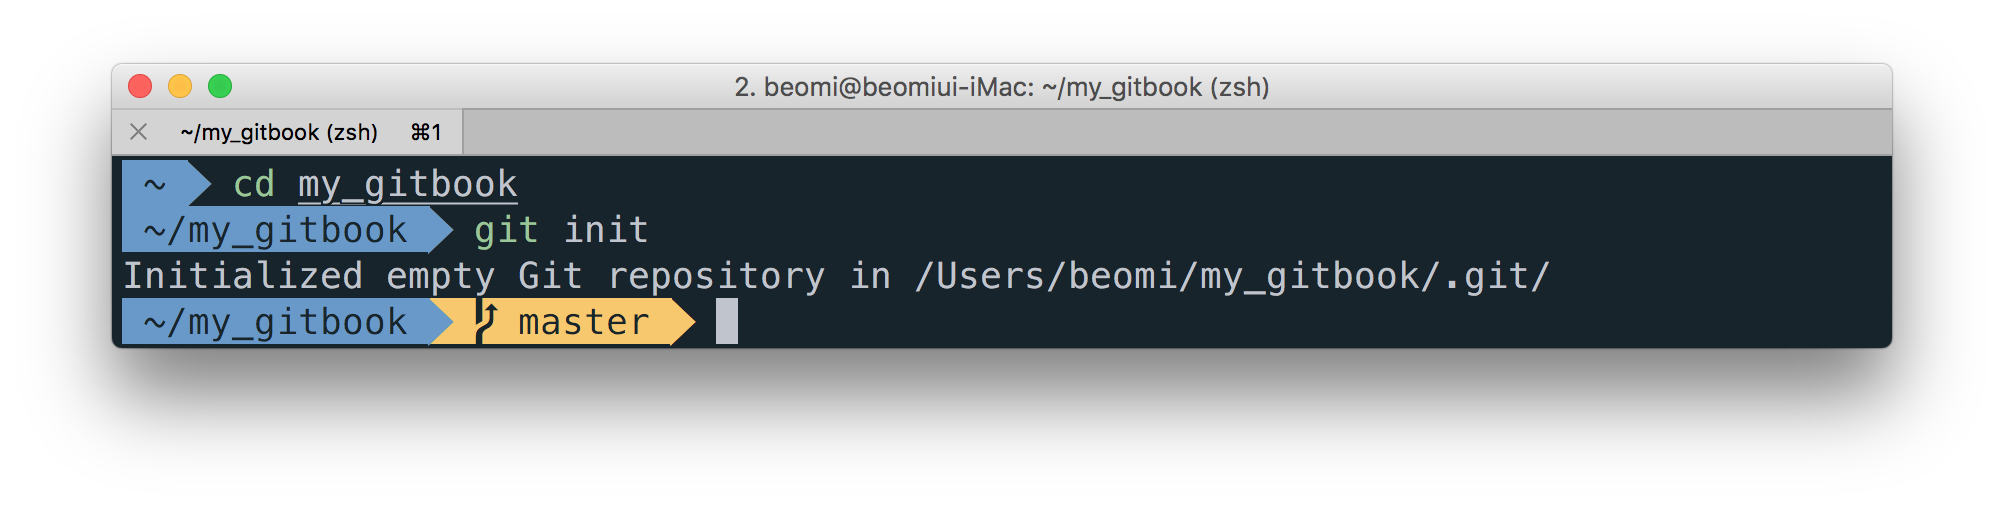 2. beomi@beomiui-iMac: ~/my_gitbook (zsh)
~/my_gitbook (zsh) ⌘1
~ cd my_gitbook
~/my_gitbook git init
Initialized empty Git repository in /Users/beomi/my_gitbook/.git/
~/my_gitbook master